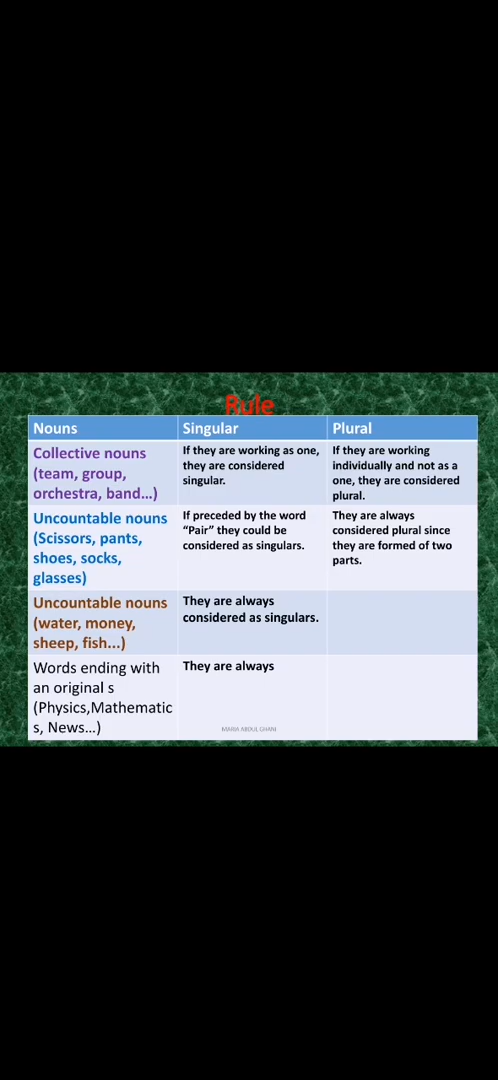 Rule
Nouns
Singular
Plural
Collective nouns
(team, group,
orchestra, band…)
If they are working as one,
they are considered
singular.
If they are working
individually and not as a
one, they are considered
plural.
Uncountable nouns
(Scissors, pants,
shoes, socks,
glasses)
If preceded by the word
“Pair” they could be
considered as singulars.
They are always
considered plural since
they are formed of two
parts.
Uncountable nouns
(water, money,
sheep, fish...)
They are always
considered as singulars.
Words ending with
an original s
(Physics,Mathematic
s, News…)
They are always
MARIA ABDUL GHANI